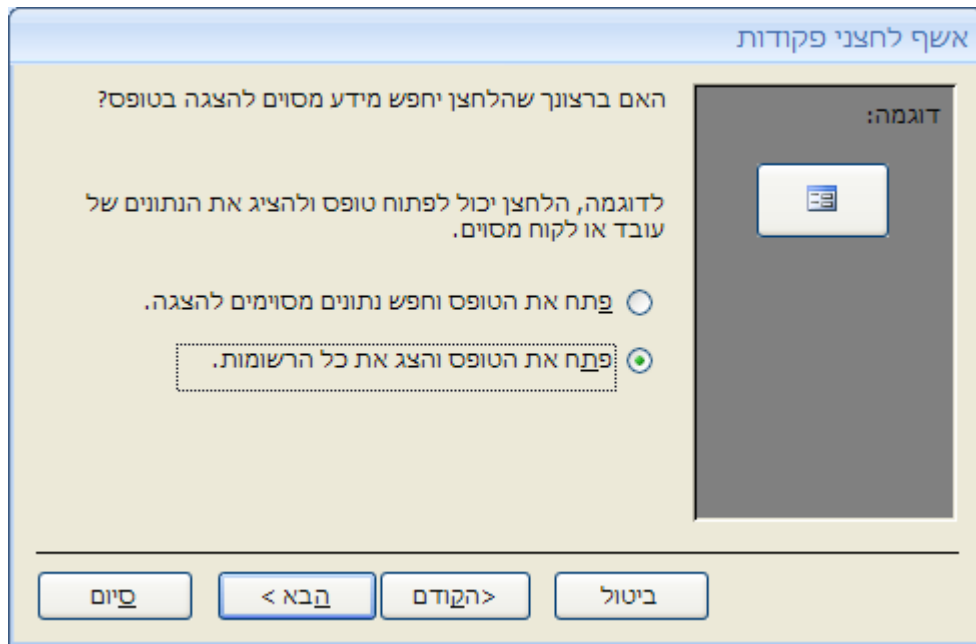 אשף לחצני פקודות
דוגמה:
האם ברצונך שהלחצן יחפש מידע מסוים להצגה בטופס?
לדוגמה, הלחצן יכול לפתוח טופס ולהציג את הנתונים של
עובד או לקוח מסוים.
פתח את הטופס וחפש נתונים מסוימים להצגה.
פתח את הטופס והצג את כל הרשומות.
ביטול
<הקודם
הבא >
סיום